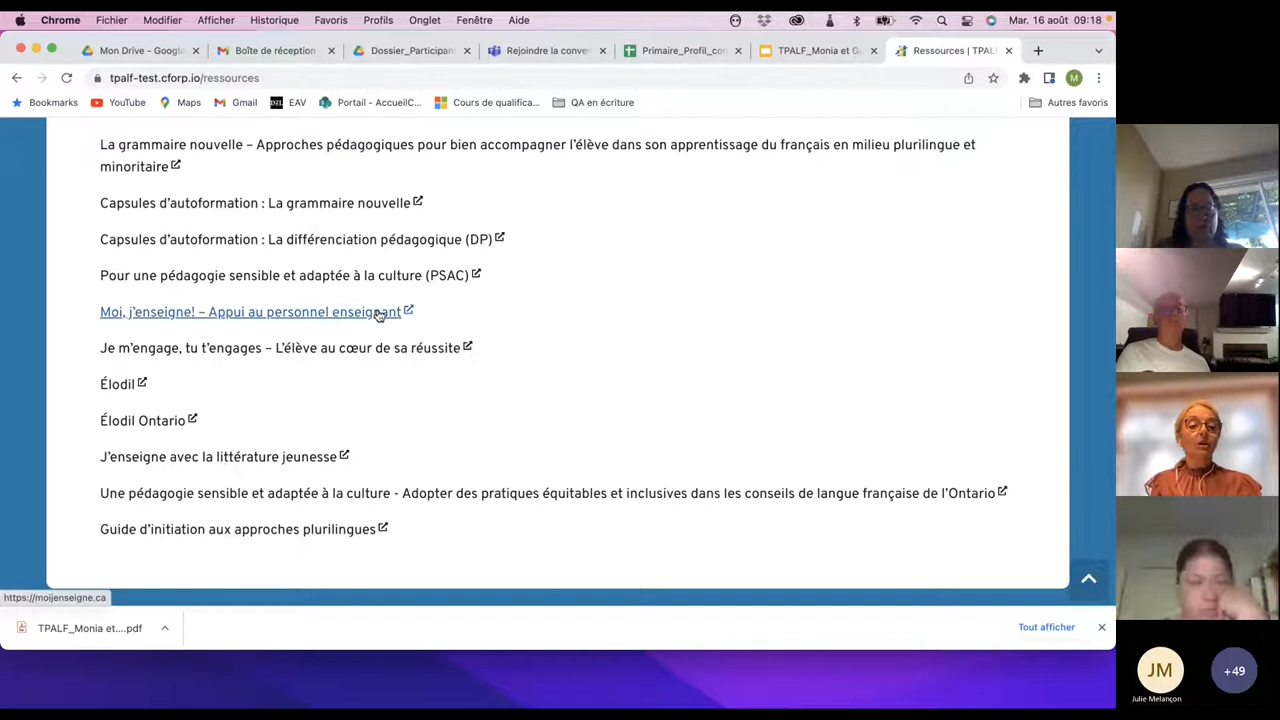 Chrome Fichier Modifier Afficher Historique Favoris Profils Onglet Fenêtre Aide Mar. 16 août 09:18
Mon Drive - Google Boîte de réception Dossier_Participan Rejoindre la conve Primaire_Profil_con TPALF_Monia et G Ressources | TPAL
tpalf-test.cforp.io/ressources M
Bookmarks YouTube Maps Gmail D2L EAV Portail - AccueilC... Cours de qualifica... QA en écriture Autres favoris
La grammaire nouvelle – Approches pédagogiques pour bien accompagner l'élève dans son apprentissage du français en milieu plurilingue et
minoritaire
Capsules d'autoformation : La grammaire nouvelle
Capsules d'autoformation : La différenciation pédagogique (DP)
Pour une pédagogie sensible et adaptée à la culture (PSAC)
Moi, j'enseigne! – Appui au personnel enseignant
Je m'engage, tu t'engages – L'élève au cœur de sa réussite
Élodil
Élodil Ontario
J'enseigne avec la littérature jeunesse
Une pédagogie sensible et adaptée à la culture - Adopter des pratiques équitables et inclusives dans les conseils de langue française de l'Ontario
Guide d'initiation aux approches plurilingues
https://moijenseigne.ca
TPALF_Monia et....pdf Tout afficher
JM +49
Julie Melançon